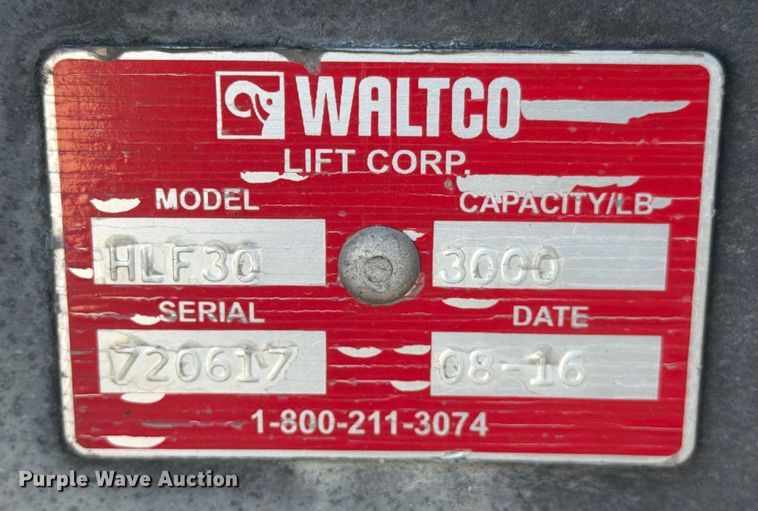 WALTCO
LIFT CORP.
MODEL CAPACITY/LB
HLF30 3000
SERIAL DATE
720617 08-16
1-800-211-3074
Purple Wave Auction